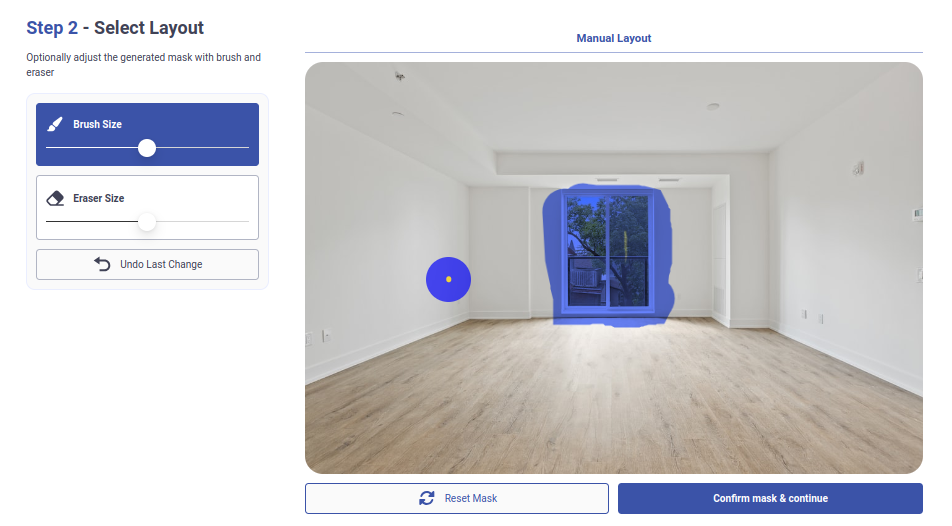 Step 2 - Select Layout
Optionally adjust the generated mask with brush and
eraser
Brush Size
Eraser Size
Undo Last Change
Manual Layout
Reset Mask
Confirm mask & continue